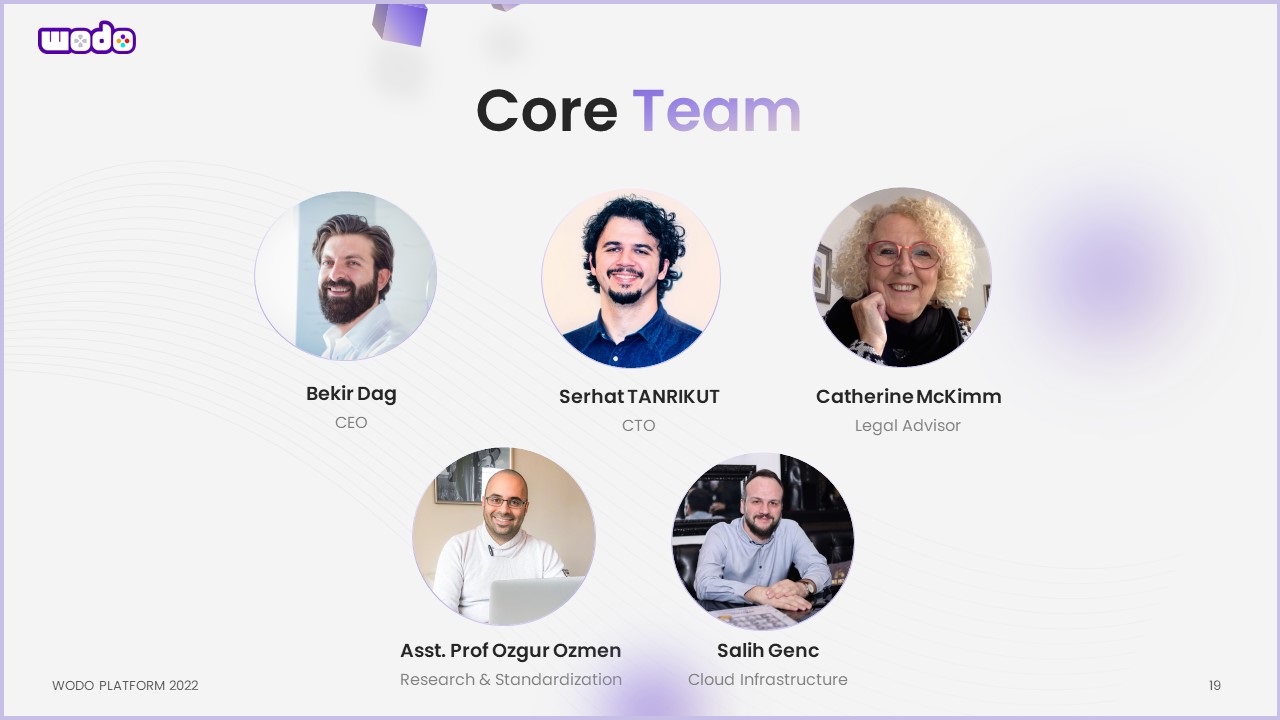 wodo
Core Team
Bekir Dag
CEO
Serhat TANRIKUT
CTO
Catherine McKimm
Legal Advisor
Asst. Prof Ozgur Ozmen
Research & Standardization
Salih Genc
Cloud Infrastructure
WODO PLATFORM 2022
19